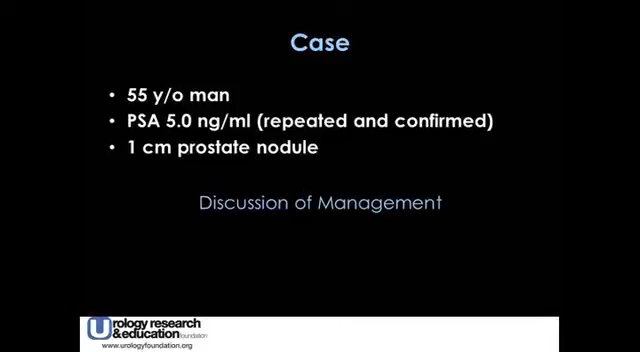 Case
• 55 y/o man
• PSA 5.0 ng/ml (repeated and confirmed)
• 1 cm prostate nodule
Discussion of Management
Urology research
&education foundation
www.urologyfoundation.org